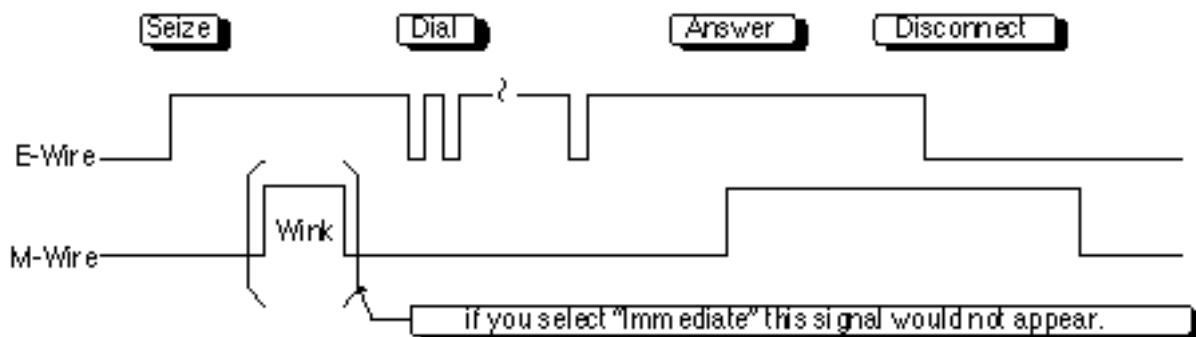 Seize
Dial
Answer
Disconnect
E-Wire
Wink
M-Wire
if you select "Immediate" this signal would not appear.